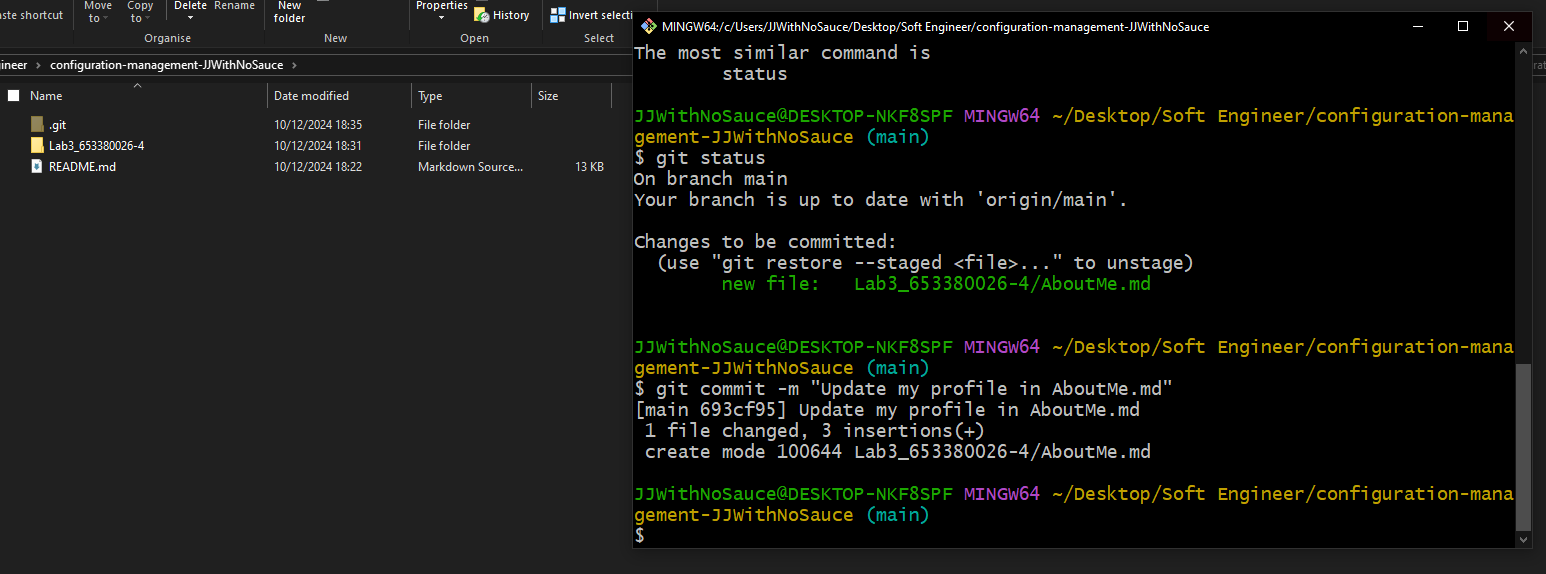 aste shortcut
Move to
Copy to
Delete
Rename
New folder
Properties
History
Invert selecti
Organise
New
Open
Select
ineer > configuration-management-JJWithNoSauce >
Name Date modified Type Size
.git 10/12/2024 18:35 File folder
Lab3_653380026-4 10/12/2024 18:31 File folder
README.md 10/12/2024 18:22 Markdown Source... 13 KB
MINGW64:/c/Users/JJWithNoSauce/Desktop/Soft Engineer/configuration-management-JJWithNoSauce
The most similar command is
status
JJWithNoSauce@DESKTOP-NKF8SPF MINGW64 ~/Desktop/Soft Engineer/configuration-mana
gement-JJWithNoSauce (main)
$ git status
On branch main
Your branch is up to date with 'origin/main'.
Changes to be committed:
(use "git restore --staged <file>..." to unstage)
new file:   Lab3_653380026-4/AboutMe.md
JJWithNoSauce@DESKTOP-NKF8SPF MINGW64 ~/Desktop/Soft Engineer/configuration-mana
gement-JJWithNoSauce (main)
$ git commit -m "Update my profile in AboutMe.md"
[main 693cf95] Update my profile in AboutMe.md
1 file changed, 3 insertions(+)
create mode 100644 Lab3_653380026-4/AboutMe.md
JJWithNoSauce@DESKTOP-NKF8SPF MINGW64 ~/Desktop/Soft Engineer/configuration-mana
gement-JJWithNoSauce (main)
$